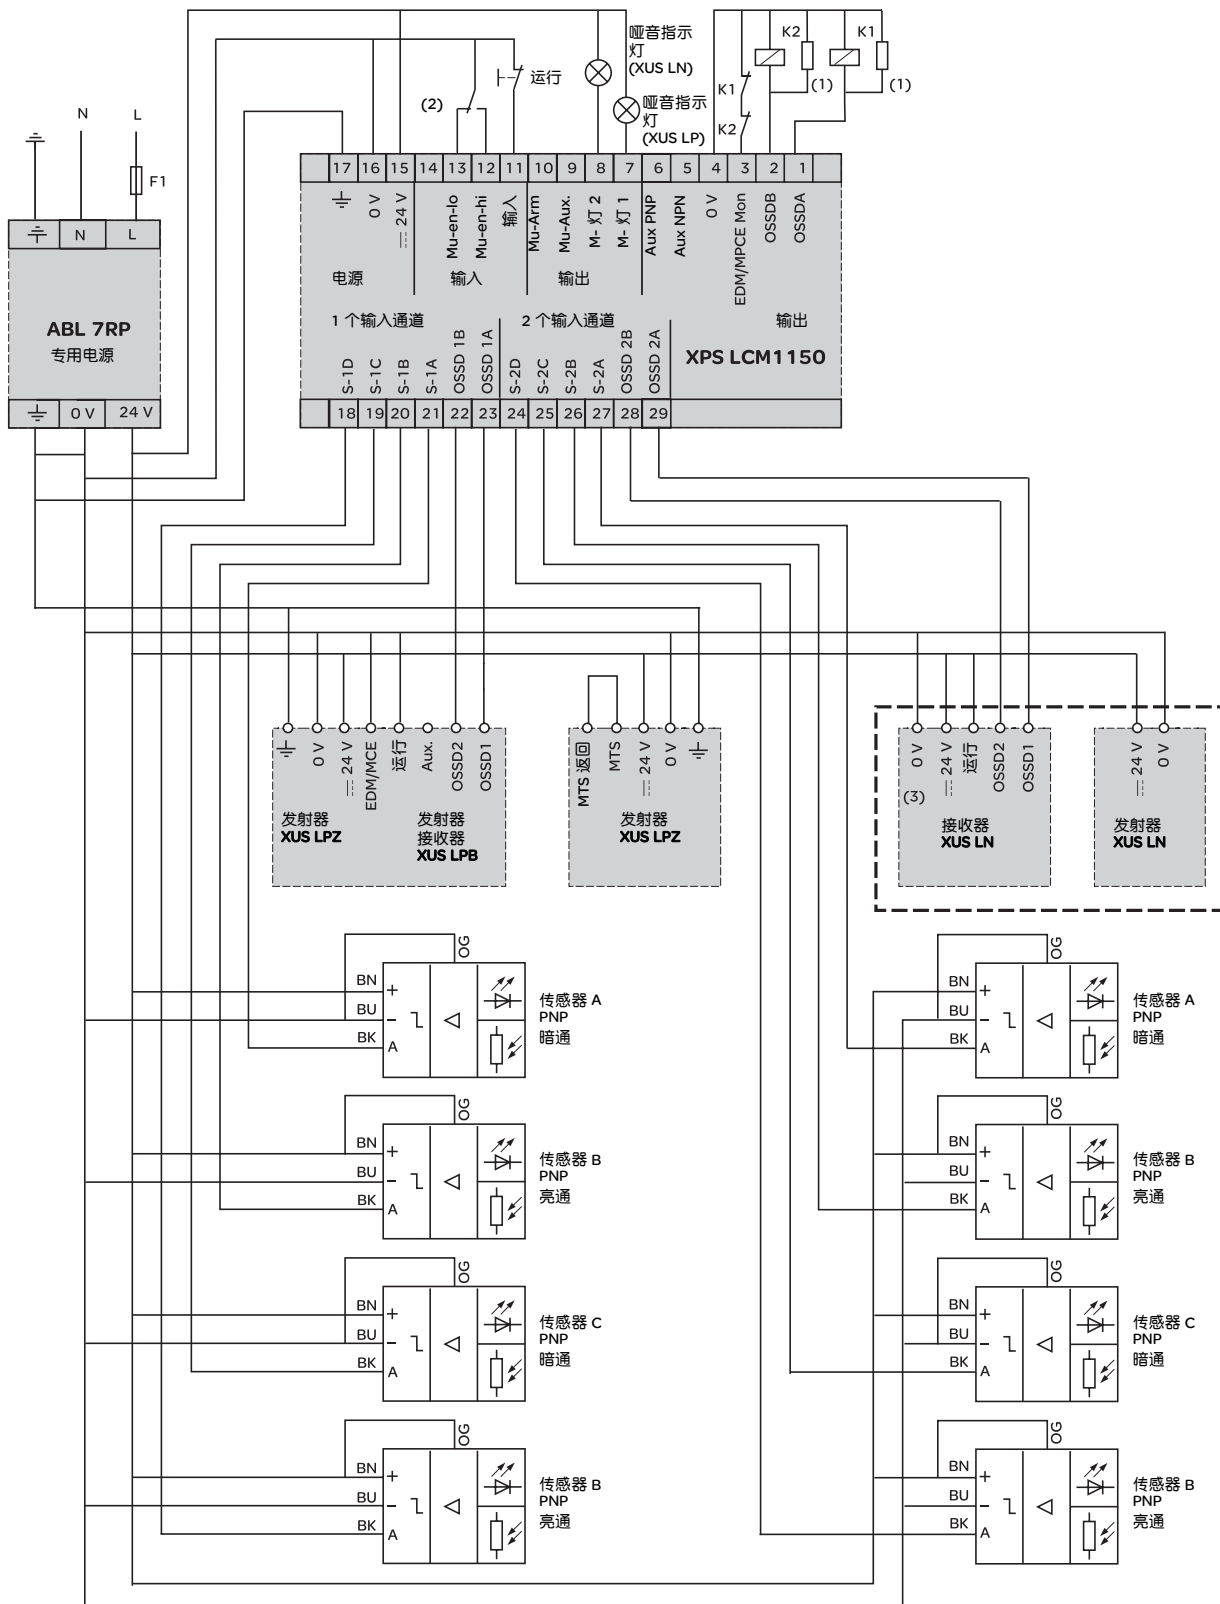 哑音指示
灯
(XUS LN)
哑音指示
灯
(XUS LP)
运行
(2)
K1
K2
K2
(1)
K1
(1)
N
L
F1
N
L
ABL 7RP
专用电源
0 V
24 V
17
16
15
14
13
12
11
10
9
8
7
6
5
4
3
2
1
0 V
24 V
Mu-en-lo
Mu-en-hi
输入
Mu-Arm
Mu-Aux.
M- 灯 2
M- 灯 1
Aux PNP
Aux NPN
0 V
EDM/MPCE Mon
OSSDB
OSSDA
电源
输入
输出
1 个输入通道
2 个输入通道
输出
XPS LCM1150
S-1D
S-1C
S-1B
S-1A
OSSD 1B
OSSD 1A
S-2D
S-2C
S-2B
S-2A
OSSD 2B
OSSD 2A
18
19
20
21
22
23
24
25
26
27
28
29
0 V
24 V
EDM/MCE
运行
Aux.
OSSD2
OSSD1
发射器
XUS LPZ
发射器
接收器
XUS LPB
MTS 返回
MTS
24 V
0 V
发射器
XUS LPZ
0 V
24 V
运行
OSSD2
OSSD1
(3)
接收器
XUS LN
24 V
0 V
发射器
XUS LN
OG
BN
+
BU
-
BK
A
传感器 A
PNP
暗通
OG
BN
+
BU
-
BK
A
传感器 A
PNP
暗通
OG
BN
+
BU
-
BK
A
传感器 B
PNP
亮通
OG
BN
+
BU
-
BK
A
传感器 B
PNP
亮通
OG
BN
+
BU
-
BK
A
传感器 C
PNP
暗通
OG
BN
+
BU
-
BK
A
传感器 C
PNP
暗通
OG
BN
+
BU
-
BK
A
传感器 B
PNP
亮通
OG
BN
+
BU
-
BK
A
传感器 B
PNP
亮通